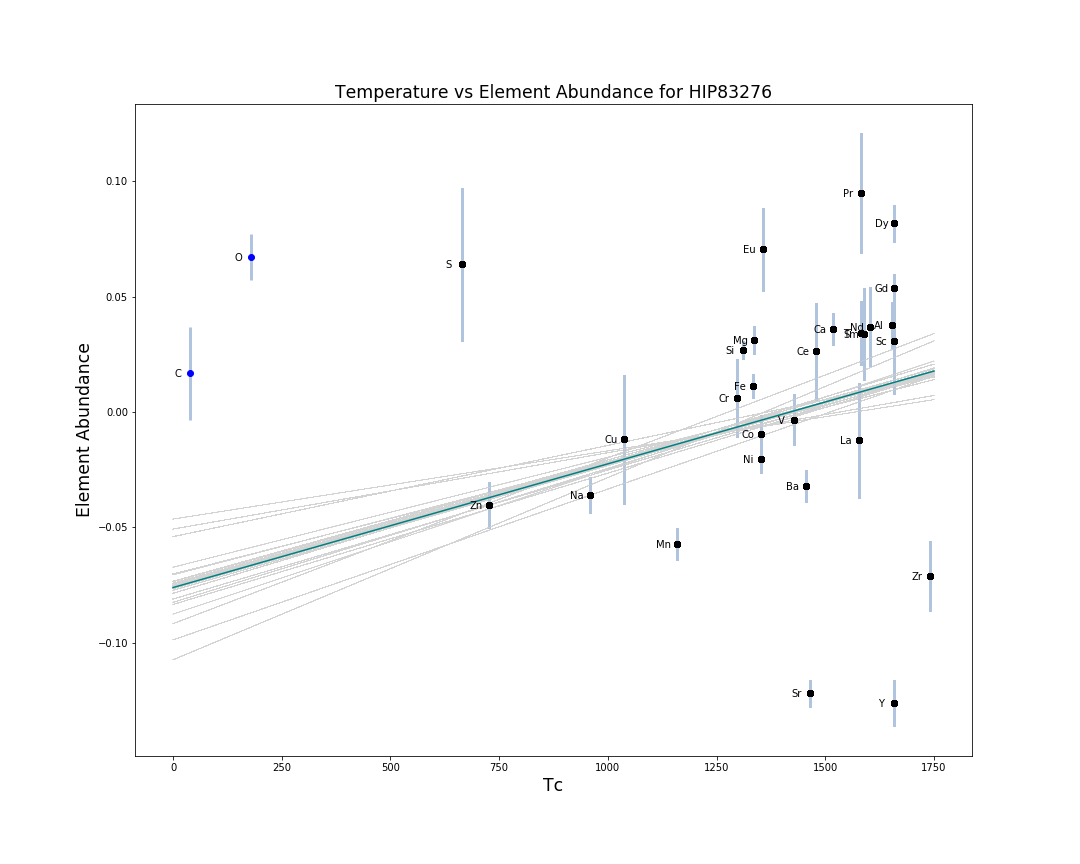 Temperature vs Element Abundance for HIP83276
Element Abundance
0.10
0.05
0.00
−0.05
−0.10
Pr
Dy
Eu
O
S
Gd
Nd
Al
Ca
Sm
Mg
Sc
Si
Ce
C
Fe
Cr
V
Co
Cu
La
Ni
Ba
Na
Zn
Mn
Zr
Sr
Y
0
250
500
750
1000
1250
1500
1750
Tc